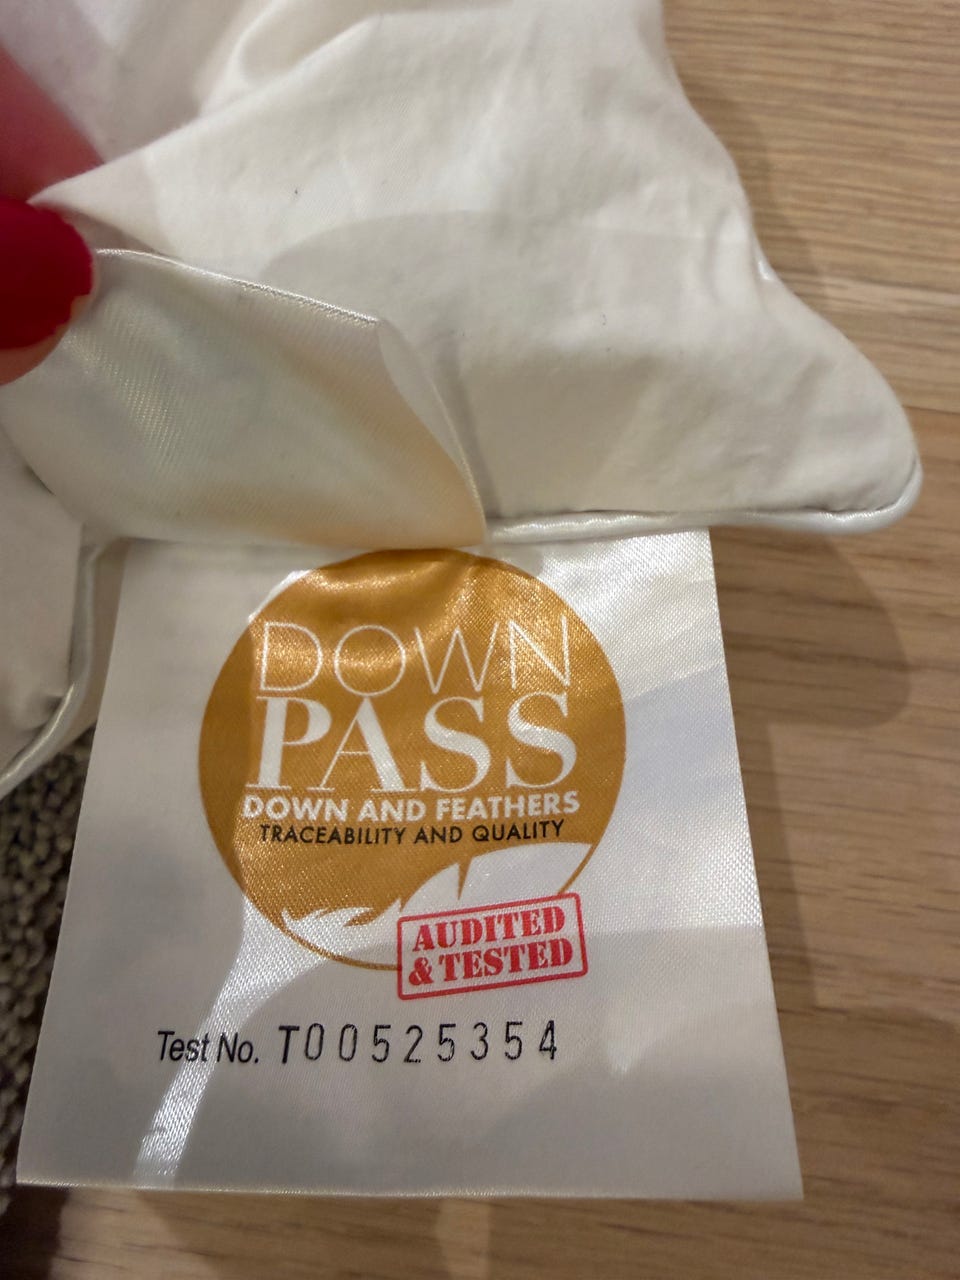 DOWN
PASS
DOWN AND FEATHERS
TRACEABILITY AND QUALITY
AUDITED
& TESTED
Test No. T00525354